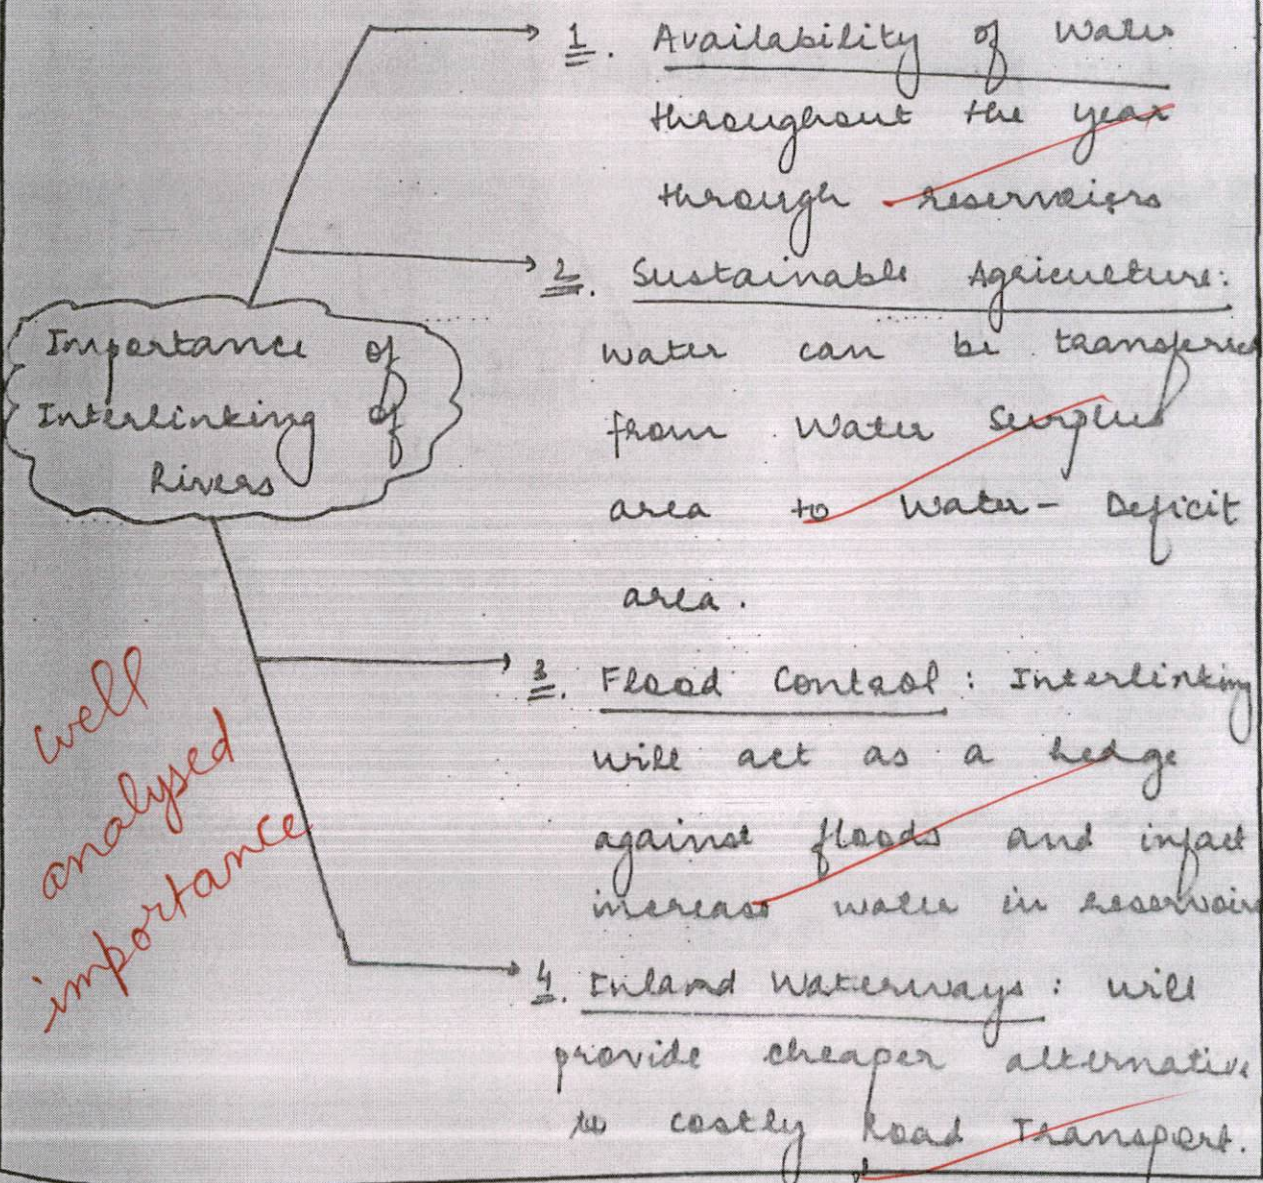 Importance of
Interlinking of
Rivers
1. Availability of Water
throughout the year
through reservoiers
2. Sustainable Agriculture:
water can be transfered
from Water Surplus
area to Water- Deficit
area.
3. Flood Control : Interlinking
will act as a hedge
against floods and infact
increase water in reservoirs
4. Inland Waterways : will
provide cheaper alternative
to costly Road Transport.
well
analysed
importance